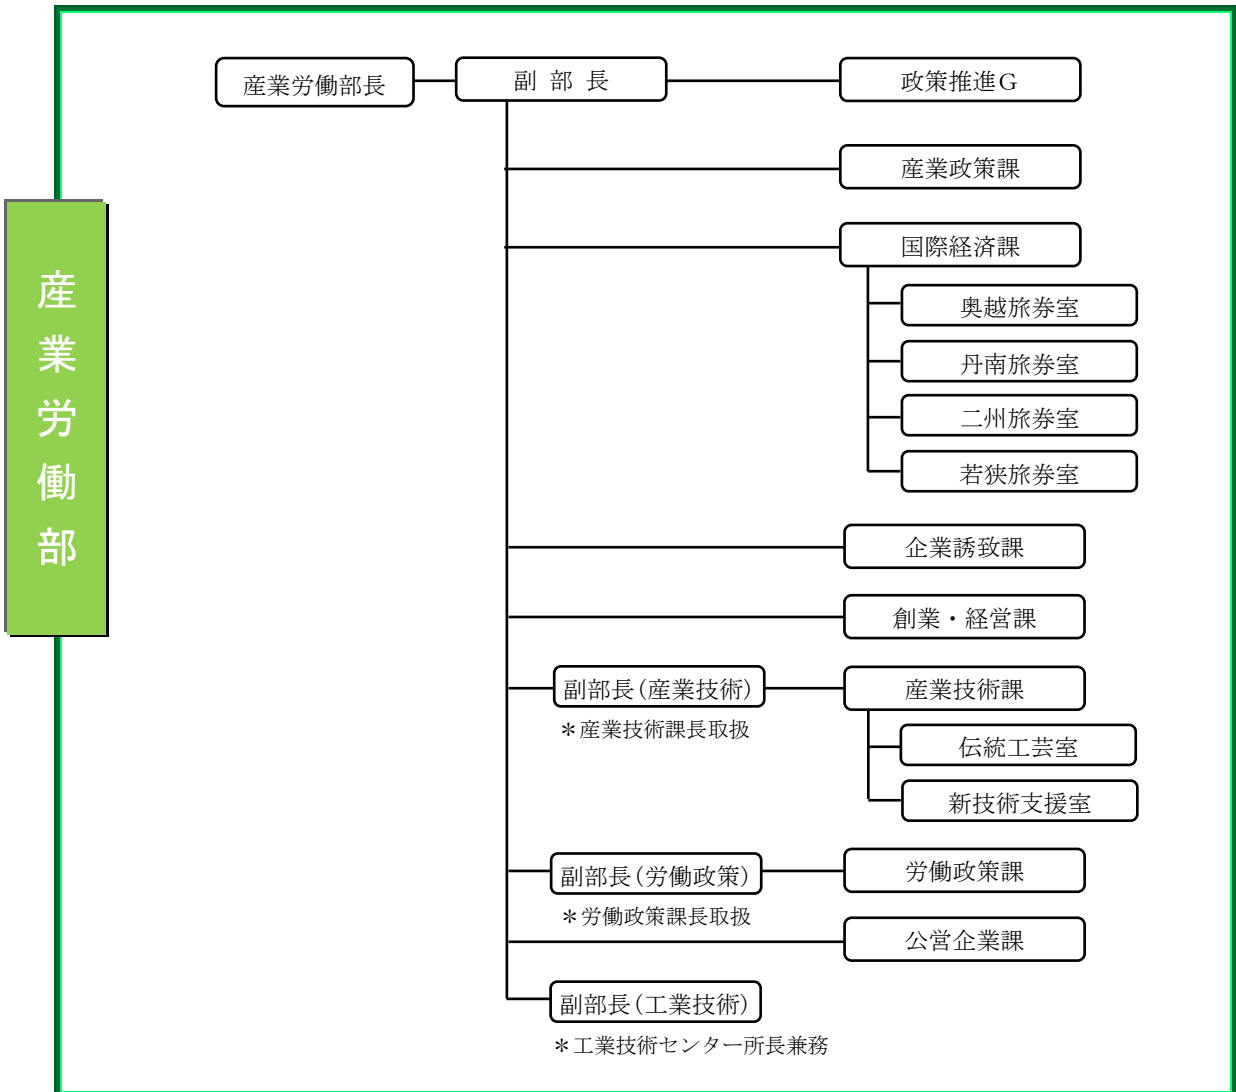 産業労働部
産業労働部長
副 部 長
政策推進G
産業政策課
国際経済課
奥越旅券室
丹南旅券室
二州旅券室
若狭旅券室
企業誘致課
創業・経営課
副部長(産業技術)
産業技術課
＊産業技術課長取扱
伝統工芸室
新技術支援室
副部長(労働政策)
労働政策課
＊労働政策課長取扱
公営企業課
副部長(工業技術)
＊工業技術センター所長兼務